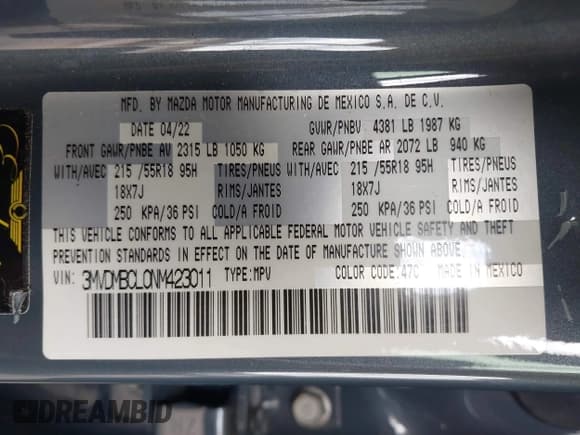 MFD. BY MAZDA MOTOR MANUFACTURING DE MEXICO S.A. DE C.V.
DATE 04/22 GVWR/PNBV 4381 LB 1987 KG
FRONT GAWR/PNBE AV 2315 LB 1050 KG REAR GAWR/PNBE AR 2072 LB 940 KG
WITH/AVEC 215 /55R18 95H TIRES/PNEUS WITH/AVEC 215 /55R18 95H TIRES/PNEUS
18X7J RIMS/JANTES 18X7J RIMS/JANTES
250 KPA/36 PSI COLD/A FROID 250 KPA/36 PSI COLD/A FROID
THIS VEHICLE CONFORMS TO ALL APPLICABLE FEDERAL MOTOR VEHICLE SAFETY AND THEFT
PREVENTION STANDARDS IN EFFECT ON THE DATE OF MANUFACTURE SHOWN ABOVE.
VIN: 3MVDMBCL0NM423011 TYPE:MPV COLOR CODE:47C MADE IN MEXICO
DREAMBID